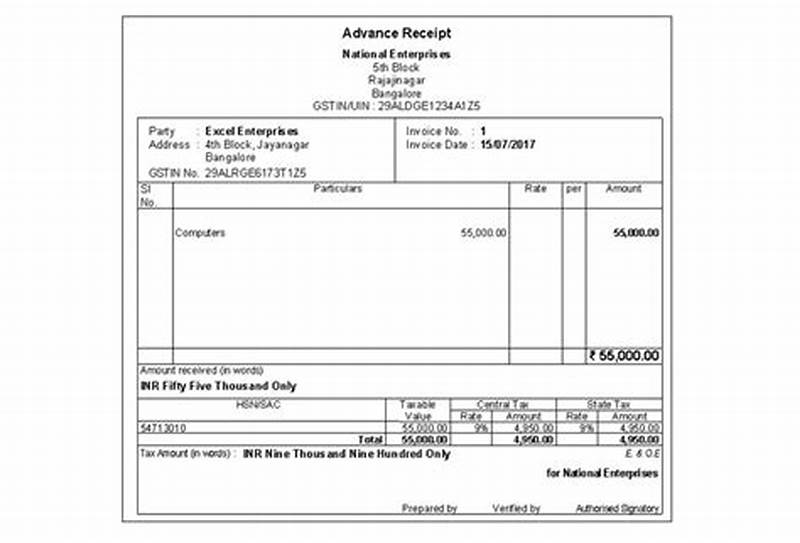 Advance Receipt
National Enterprises
5th Block
Rajajinagar
Bangalore
GSTIN/UIN : 29ALDGE1234A1Z5
Party : Excel Enterprises
Address : 4th Block, Jayanagar
Bangalore
GSTIN No. 29ALRGE6173T1Z5
Invoice No. : 1
Invoice Date : 15/07/2017
Sl No. Particulars Rate per Amount
Computers 55,000.00 55,000.00
₹ 55,000.00
Amount received (in words)
INR Fifty Five Thousand Only
HSN/SAC Taxable Value Central Tax State Tax
Rate Amount Rate Amount
54713010 55,000.00 9% 4,950.00 9% 4,950.00
Total 55,000.00 4,950.00 4,950.00
Tax Amount (in words) : INR Nine Thousand Nine Hundred Only E. & O.E
for National Enterprises
Prepared by Verified by Authorised Signatory